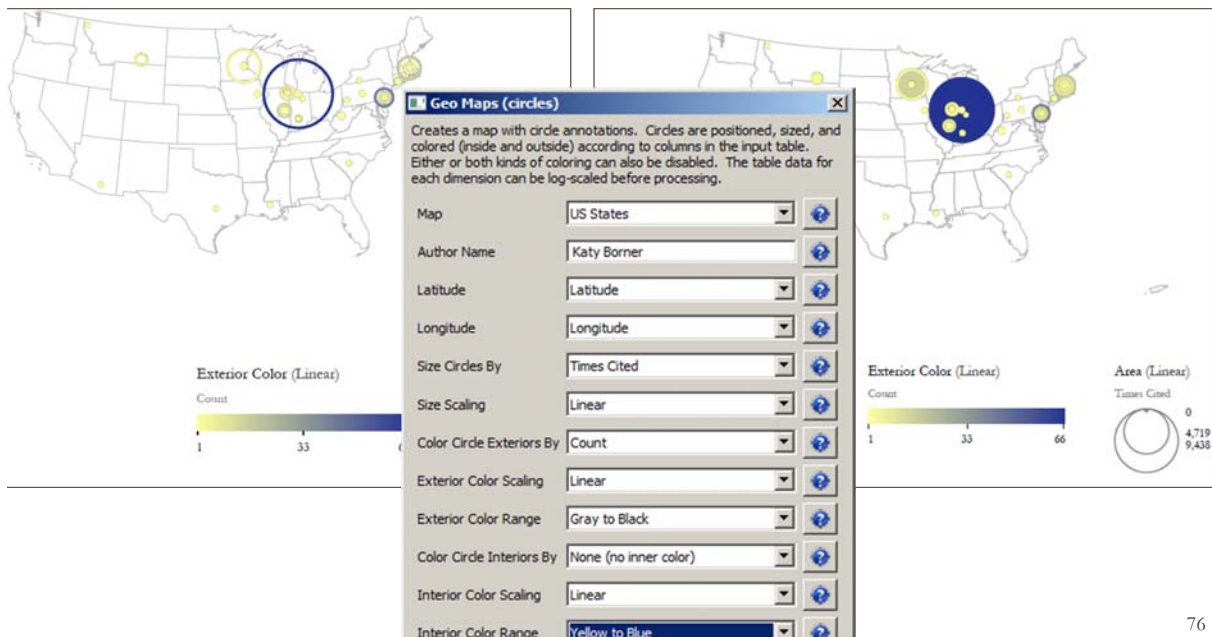 Geo Maps (circles)
Creates a map with circle annotations. Circles are positioned, sized, and
colored (inside and outside) according to columns in the input table.
Either or both kinds of coloring can also be disabled. The table data for
each dimension can be log-scaled before processing.
Map US States
Author Name Katy Borner
Latitude Latitude
Longitude Longitude
Size Circles By Times Cited
Size Scaling Linear
Color Circle Exteriors By Count
Exterior Color Scaling Linear
Exterior Color Range Gray to Black
Color Circle Interiors By None (no inner color)
Interior Color Scaling Linear
Interior Color Range Yellow to Blue
Exterior Color (Linear)
Count
1 33
Exterior Color (Linear)
Count
1 33 66
Area (Linear)
Times Cited
0
4,719
9,438
76